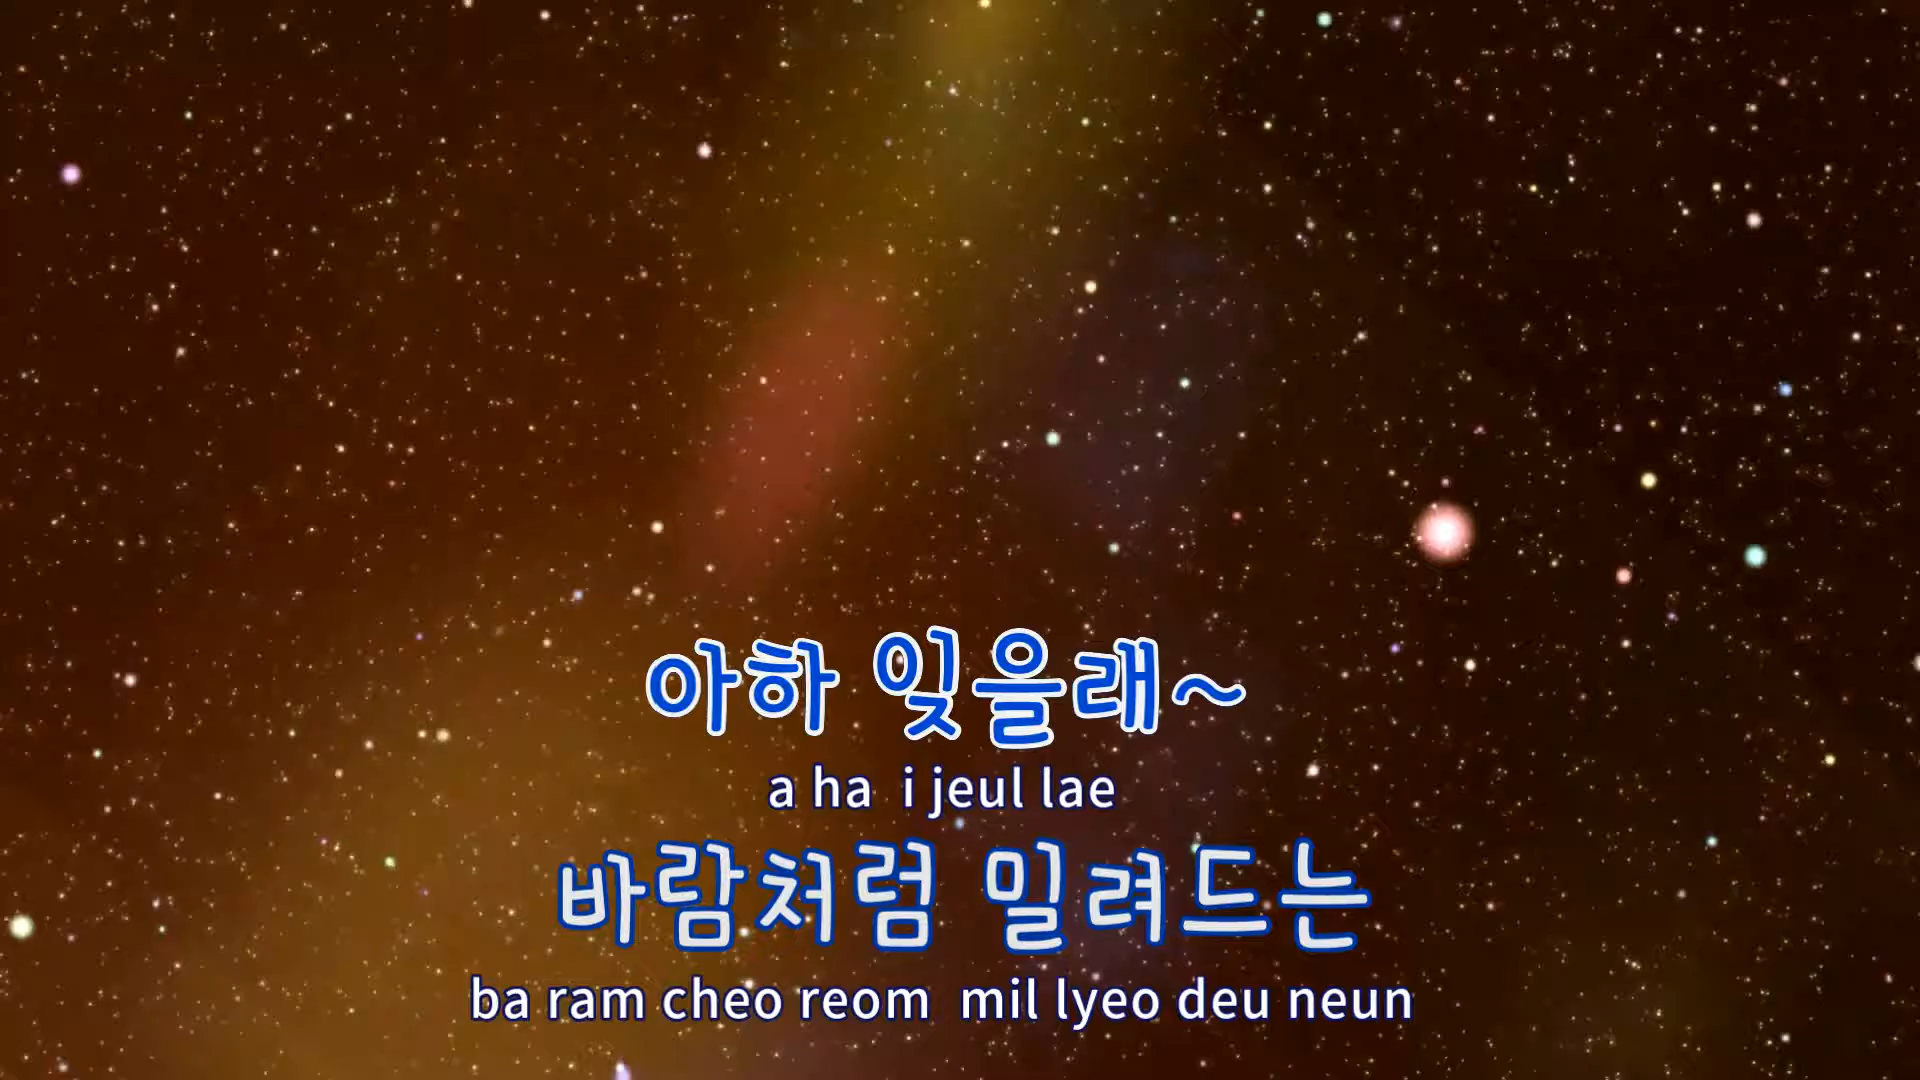 아하 잊을래~
a ha i jeul lae
바람처럼 밀려드는
ba ram cheo reom mil lyeo deu neun